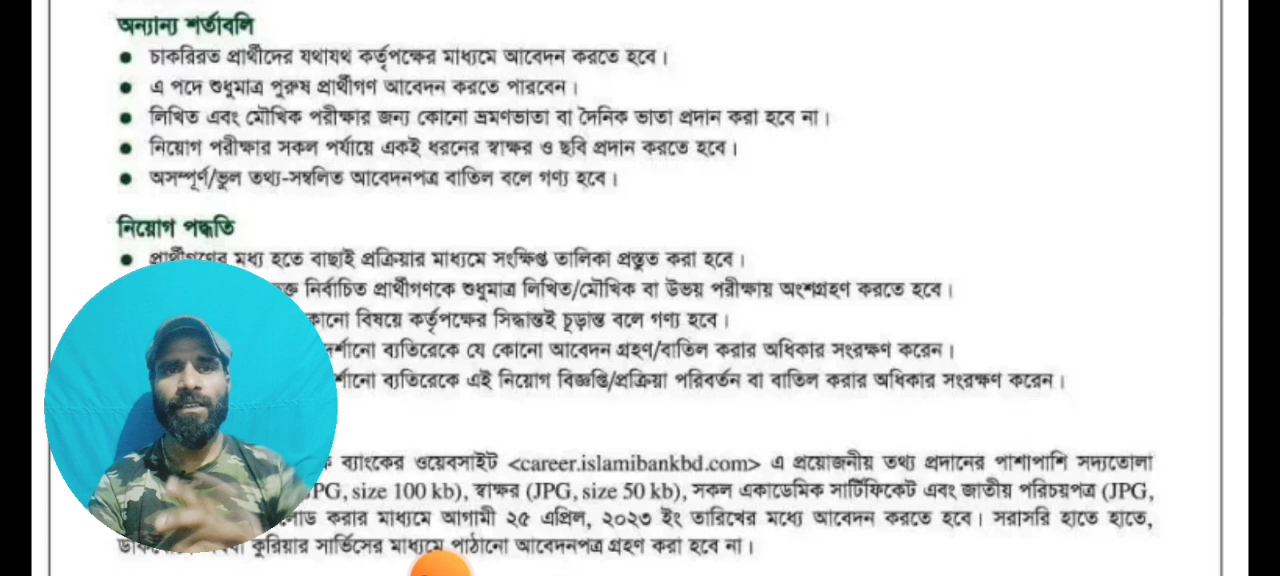 অন্যান্য শর্তাবলি
● চাকরিরত প্রার্থীদের যথাযথ কর্তৃপক্ষের মাধ্যমে আবেদন করতে হবে।
● এ পদে শুধুমাত্র পুরুষ প্রার্থীগণ আবেদন করতে পারবেন।
● লিখিত এবং মৌখিক পরীক্ষার জন্য কোনো ভ্রমণভাতা বা দৈনিক ভাতা প্রদান করা হবে না।
● নিয়োগ পরীক্ষার সকল পর্যায়ে একই ধরনের স্বাক্ষর ও ছবি প্রদান করতে হবে।
● অসম্পূর্ণ/ভুল তথ্য-সম্বলিত আবেদনপত্র বাতিল বলে গণ্য হবে।
নিয়োগ পদ্ধতি
● প্রার্থীগণের মধ্য হতে বাছাই প্রক্রিয়ার মাধ্যমে সংক্ষিপ্ত তালিকা প্রস্তুত করা হবে।
নির্বাচিত প্রার্থীগণকে শুধুমাত্র লিখিত/মৌখিক বা উভয় পরীক্ষায় অংশগ্রহণ করতে হবে।
বিষয়ে কর্তৃপক্ষের সিদ্ধান্তই চূড়ান্ত বলে গণ্য হবে।
ব্যতিরেকে যে কোনো আবেদন গ্রহণ/বাতিল করার অধিকার সংরক্ষণ করেন।
ব্যতিরেকে এই নিয়োগ বিজ্ঞপ্তি/প্রক্রিয়া পরিবর্তন বা বাতিল করার অধিকার সংরক্ষণ করেন।
ব্যাংকের ওয়েবসাইট <career.islamibankbd.com> এ প্রয়োজনীয় তথ্য প্রদানের পাশাপাশি সদ্যতোলা
size 100 kb), স্বাক্ষর (JPG, size 50 kb), সকল একাডেমিক সার্টিফিকেট এবং জাতীয় পরিচয়পত্র (JPG,
করার মাধ্যমে আগামী ২৫ এপ্রিল, ২০২৩ ইং তারিখের মধ্যে আবেদন করতে হবে। সরাসরি হাতে হাতে,
কুরিয়ার সার্ভিসের মাধ্যমে পাঠানো আবেদনপত্র গ্রহণ করা হবে না।